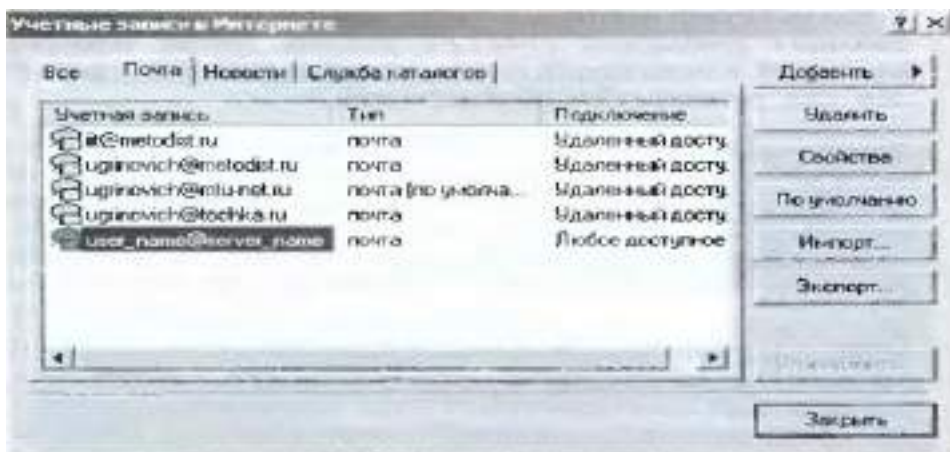 Учетные записи в Интернете
Все Почта Новости Служба каталогов
Добавить
Учетная запись Тип Подключение
iit@metodist.ru почта Удаленный досту.
ugrinovich@metodist.ru почта Удаленный досту.
ugrinovich@mtu-net.ru почта (по умолча... Удаленный досту.
ugrinovich@tochka.ru почта Удаленный досту.
user_name@server_name почта Любое доступное
Удалить
Свойства
По умолчанию
Импорт...
Экспорт...
Закрыть